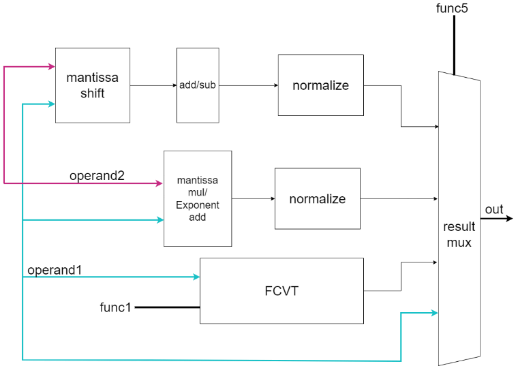 func5
mantissa
shift
add/sub
normalize
operand2
mantissa
mul/
Exponent
add
normalize
result
mux
out
operand1
FCVT
func1